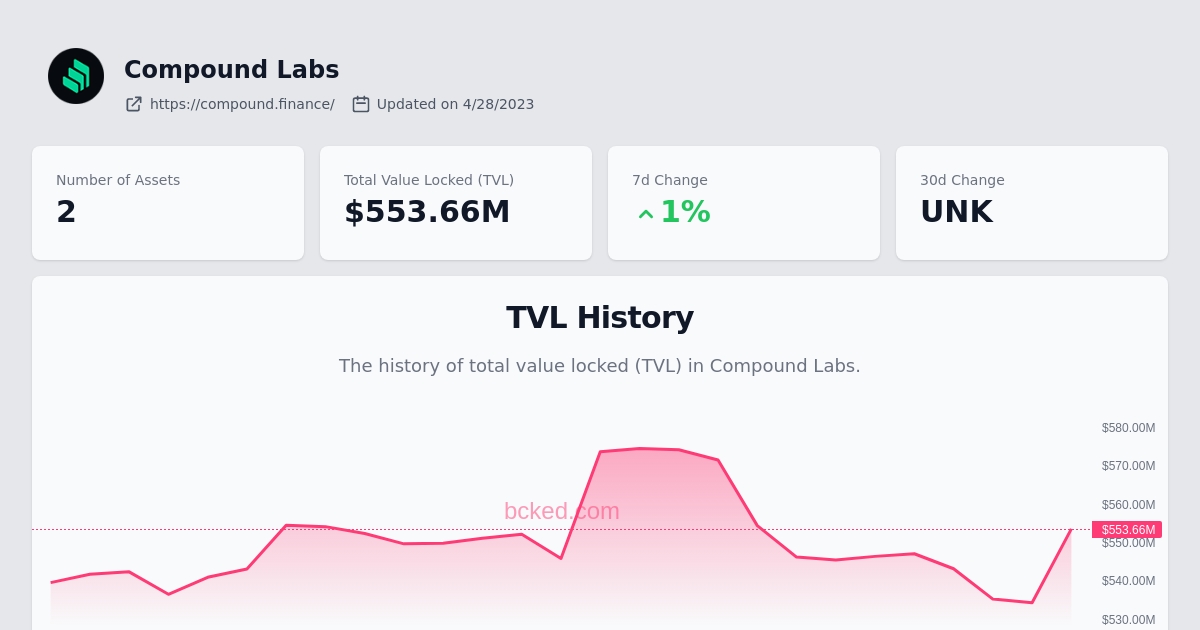 Compound Labs
https://compound.finance/ Updated on 4/28/2023
Number of Assets
2
Total Value Locked (TVL)
$553.66M
7d Change
1%
30d Change
UNK
TVL History
The history of total value locked (TVL) in Compound Labs.
$580.00M
$570.00M
bcked.com
$560.00M
$553.66M
$550.00M
$540.00M
$530.00M